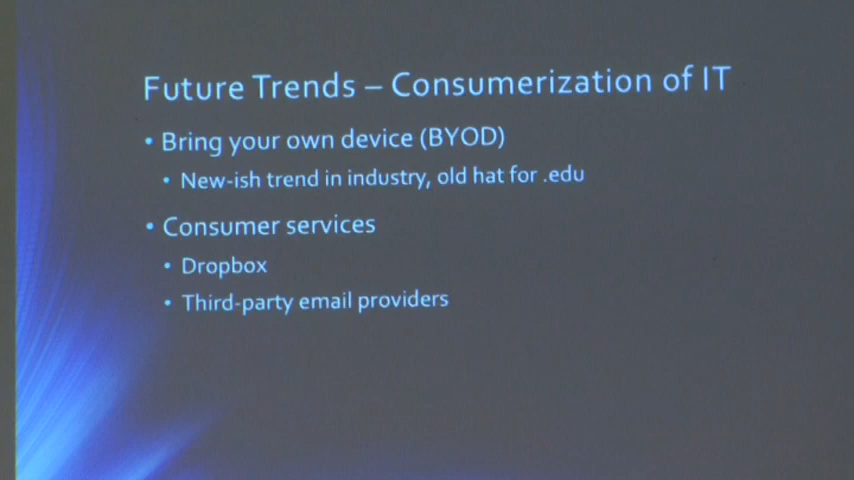 Future Trends – Consumerization of IT
• Bring your own device (BYOD)
• New-ish trend in industry, old hat for .edu
• Consumer services
• Dropbox
• Third-party email providers